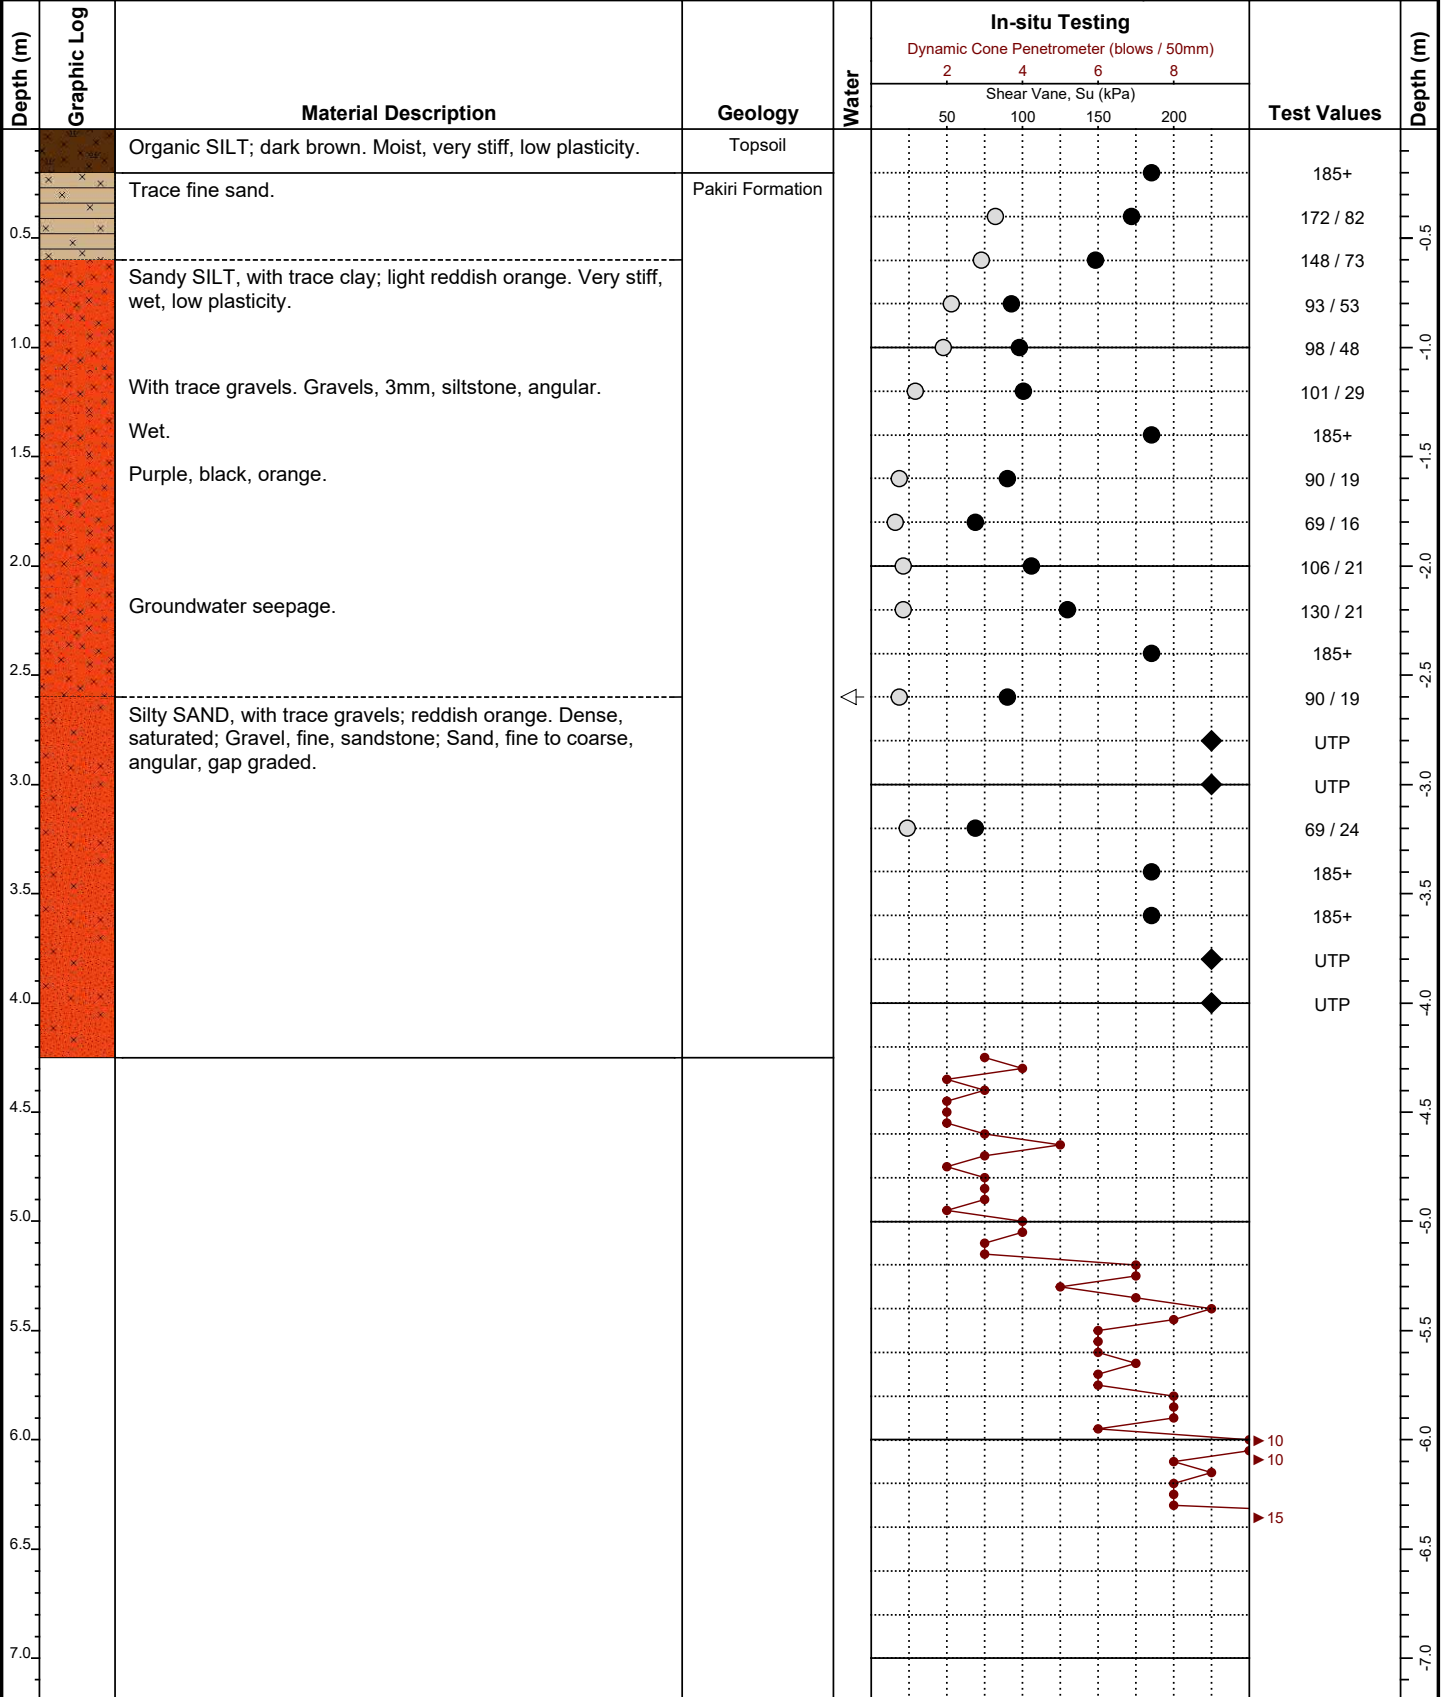 Depth (m)
Graphic Log
Material Description
Geology
Water
In-situ Testing
Dynamic Cone Penetrometer (blows / 50mm)
2 4 6 8
Shear Vane, Su (kPa)
50 100 150 200
Test Values
Depth (m)
Organic SILT; dark brown. Moist, very stiff, low plasticity.
Topsoil
185+
Trace fine sand.
Pakiri Formation
172 / 82
0.5
-0.5
148 / 73
Sandy SILT, with trace clay; light reddish orange. Very stiff,
wet, low plasticity.
93 / 53
1.0
98 / 48
-1.0
With trace gravels. Gravels, 3mm, siltstone, angular.
101 / 29
Wet.
185+
1.5
-1.5
Purple, black, orange.
90 / 19
69 / 16
2.0
106 / 21
-2.0
Groundwater seepage.
130 / 21
185+
2.5
-2.5
90 / 19
Silty SAND, with trace gravels; reddish orange. Dense,
saturated; Gravel, fine, sandstone; Sand, fine to coarse,
angular, gap graded.
UTP
3.0
UTP
-3.0
69 / 24
185+
3.5
-3.5
185+
UTP
4.0
UTP
-4.0
4.5
-4.5
5.0
-5.0
5.5
-5.5
6.0
10
-6.0
10
15
6.5
-6.5
7.0
-7.0